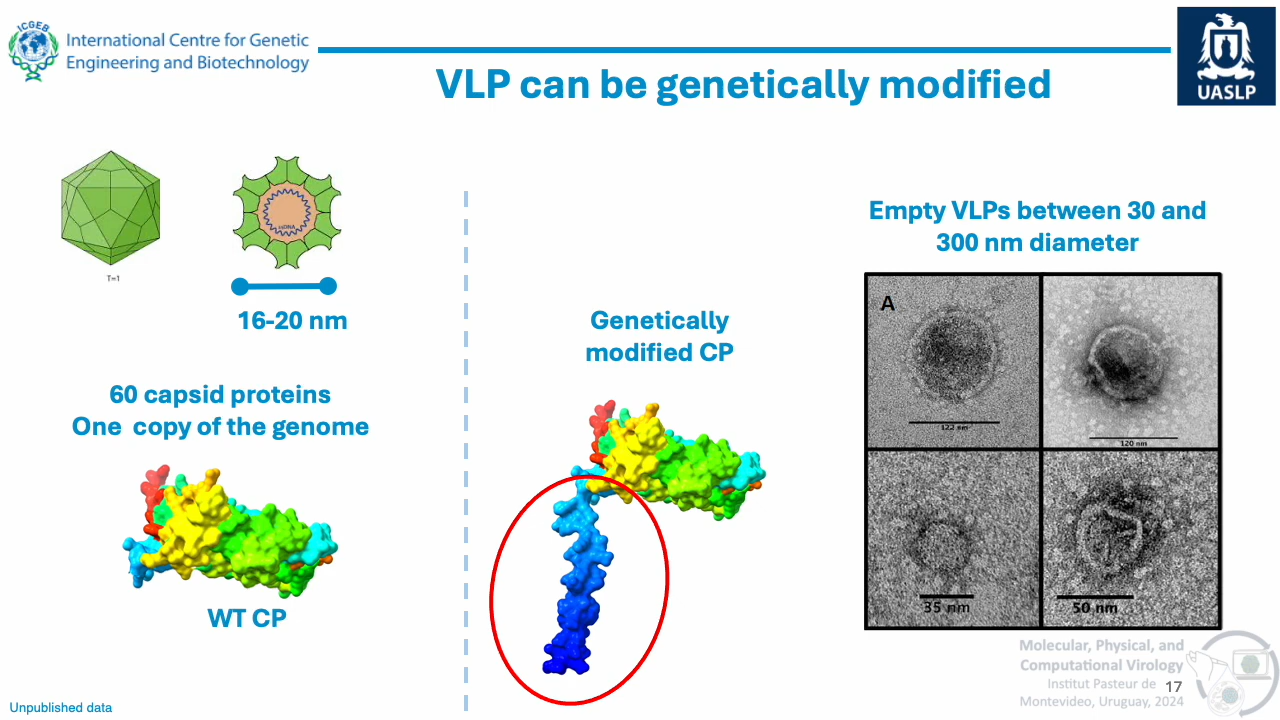 ICGEB
International Centre for Genetic
Engineering and Biotechnology
UASLP
VLP can be genetically modified
T=1
ssDNA
16-20 nm
60 capsid proteins
One copy of the genome
WT CP
Genetically
modified CP
Empty VLPs between 30 and
300 nm diameter
A
122 nm
120 nm
35 nm
50 nm
Molecular, Physical, and
Computational Virology
Institut Pasteur de
Montevideo, Uruguay, 2024
17
Unpublished data